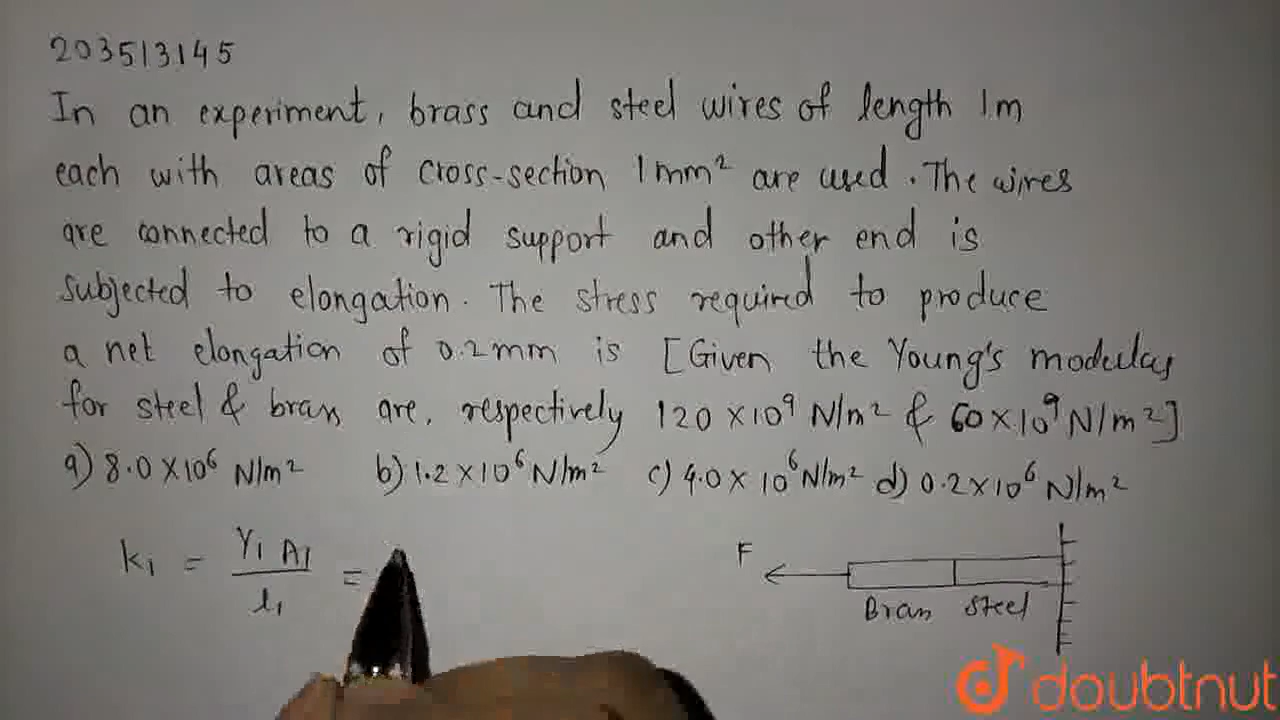 203513145
In an experiment, brass and steel wires of length 1m
each with areas of cross-section 1mm² are used. The wires
are connected to a rigid support and other end is
subjected to elongation. The stress required to produce
a net elongation of 0.2mm is [Given the Young's modulus
for steel & brass are, respectively 120 × 10⁹ N/m² & 60 × 10⁹ N/m²]
a) 8.0 × 10⁶ N/m² b) 1.2 × 10⁶ N/m² c) 4.0 × 10⁶ N/m² d) 0.2 × 10⁶ N/m²
k₁ = Y₁ A₁ / l₁ =
F
Brass steel
doubtnut